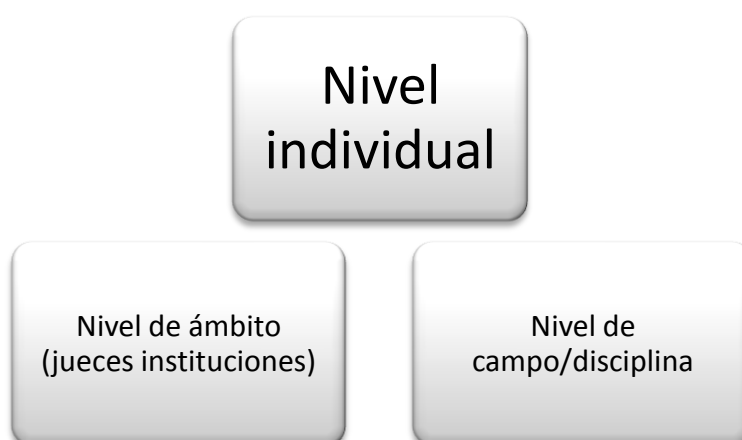 Nivel
individual
Nivel de ámbito
(jueces instituciones)
Nivel de
campo/disciplina